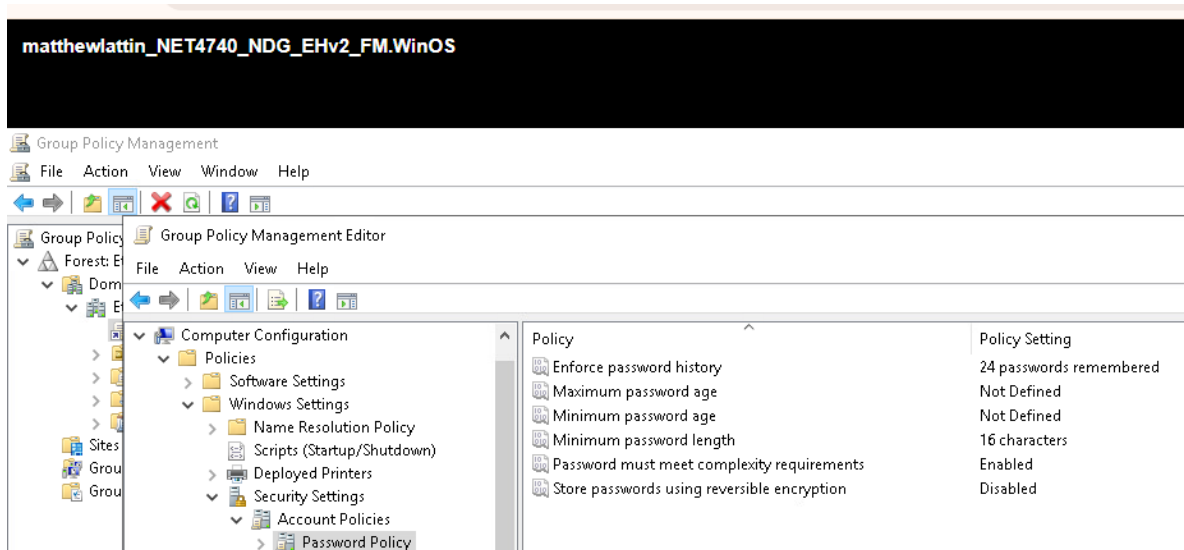 matthewlattin_NET4740_NDG_EHv2_FM.WinOS
Group Policy Management
File Action View Window Help
Group Policy
Group Policy Management Editor
Forest:
File Action View Help
Computer Configuration
Policies
Software Settings
Windows Settings
Name Resolution Policy
Scripts (Startup/Shutdown)
Deployed Printers
Security Settings
Account Policies
Password Policy
Sites
Grou
Grou
Policy Policy Setting
Enforce password history 24 passwords remembered
Maximum password age Not Defined
Minimum password age Not Defined
Minimum password length 16 characters
Password must meet complexity requirements Enabled
Store passwords using reversible encryption Disabled